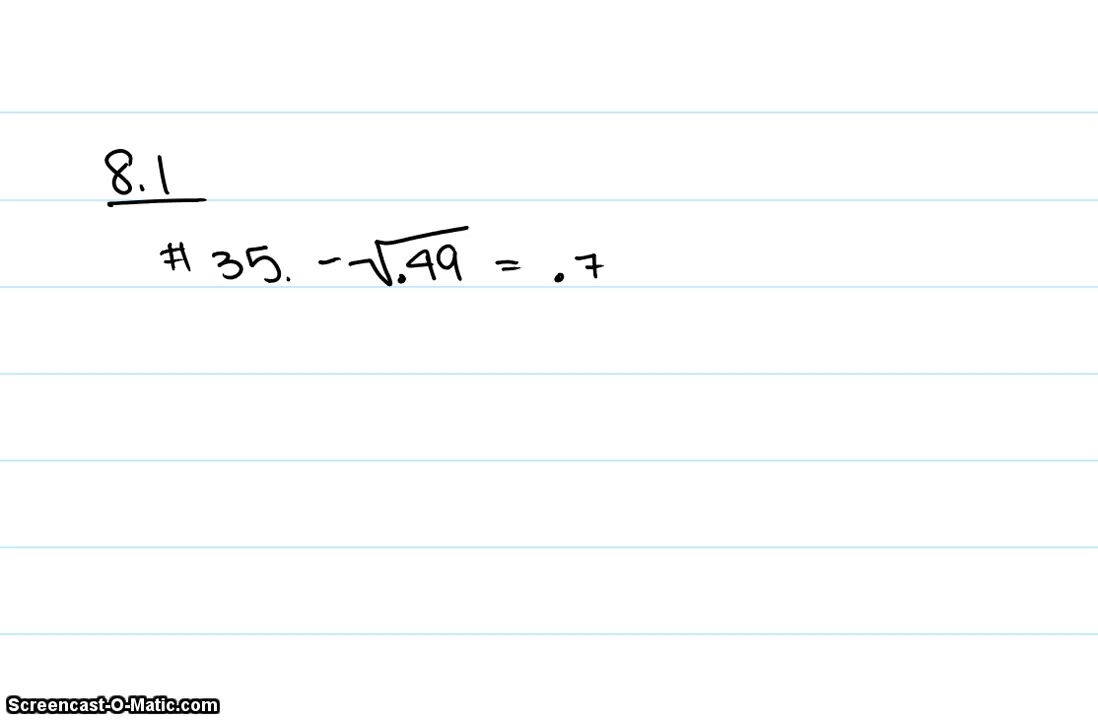 8.1
# 35. -√.49 = .7
Screencast-O-Matic.com